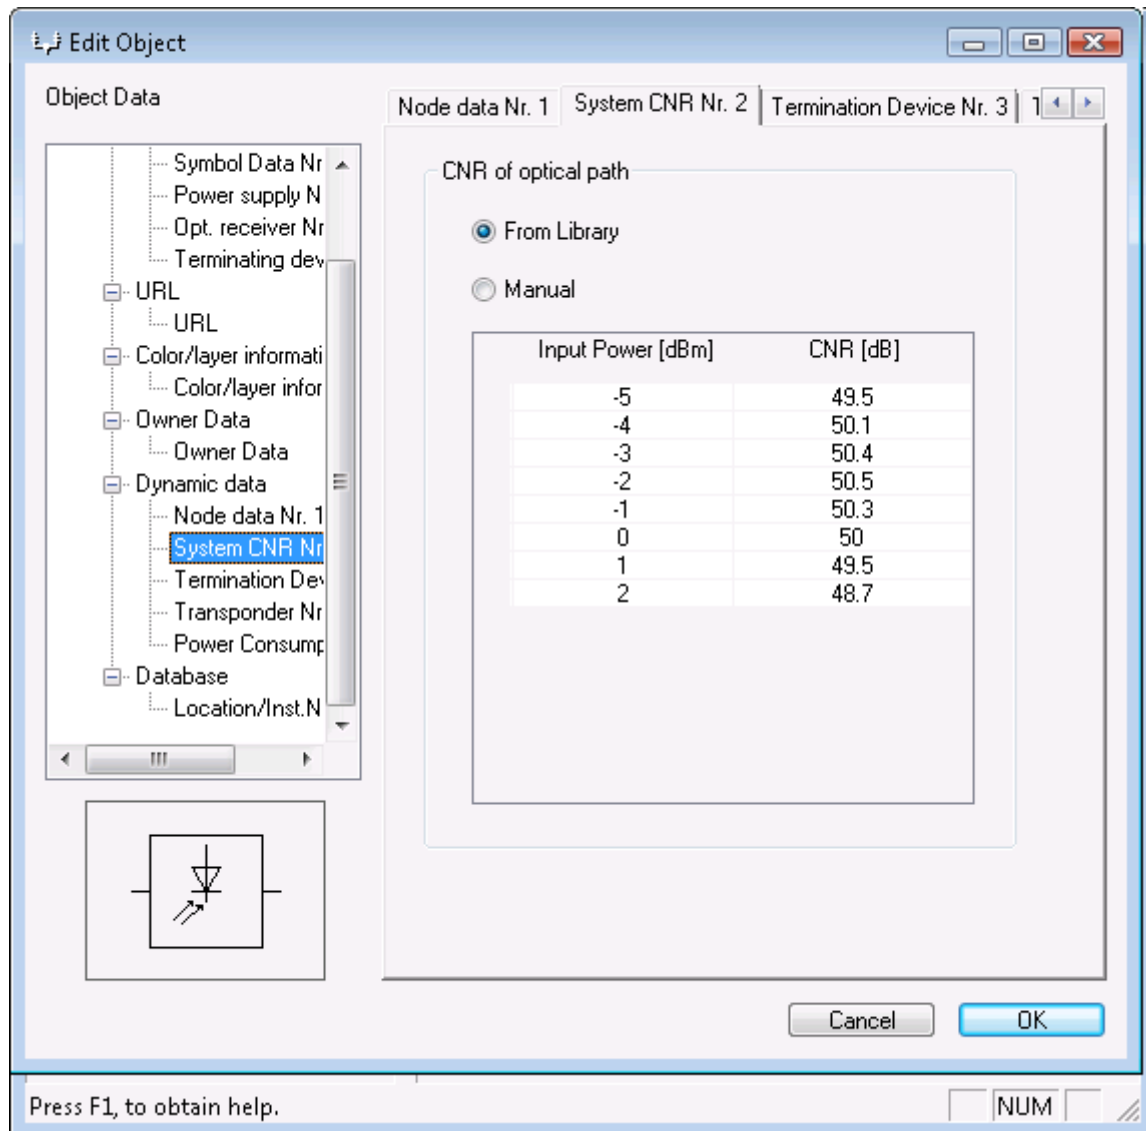 Edit Object
Object Data
Node data Nr. 1
System CNR Nr. 2
Termination Device Nr. 3
Symbol Data Nr
Power supply N
Opt. receiver Nr
Terminating dev
URL
URL
Color/layer informati
Color/layer infor
Owner Data
Owner Data
Dynamic data
Node data Nr. 1
System CNR Nr
Termination Dev
Transponder Nr
Power Consump
Database
Location/Inst.N
CNR of optical path
From Library
Manual
Input Power [dBm] CNR [dB]
-5 49.5
-4 50.1
-3 50.4
-2 50.5
-1 50.3
0 50
1 49.5
2 48.7
Cancel
OK
Press F1, to obtain help.
NUM